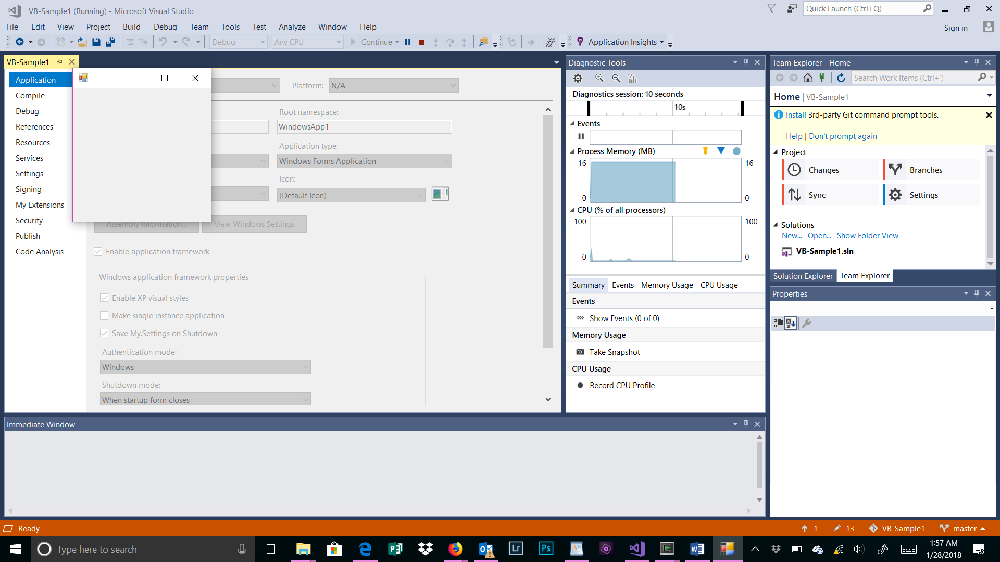 VB-Sample1 (Running) - Microsoft Visual Studio
Quick Launch (Ctrl+Q)
File Edit View Project Build Debug Team Tools Test Analyze Window Help
Sign in
Debug Any CPU Continue Application Insights
VB-Sample1
Application
Compile
Debug
References
Resources
Services
Settings
Signing
My Extensions
Security
Publish
Code Analysis
Platform: N/A
Root namespace:
WindowsApp1
Application type:
Windows Forms Application
Icon:
(Default Icon)
Assembly Information... View Windows Settings
Enable application framework
Windows application framework properties
Enable XP visual styles
Make single instance application
Save My.Settings on Shutdown
Authentication mode:
Windows
Shutdown mode:
When startup form closes
Diagnostic Tools
Diagnostics session: 10 seconds
10s
Events
Process Memory (MB)
16 16
0 0
CPU (% of all processors)
100 100
0 0
Summary Events Memory Usage CPU Usage
Events
Show Events (0 of 0)
Memory Usage
Take Snapshot
CPU Usage
Record CPU Profile
Team Explorer - Home
Search Work Items (Ctrl+')
Home | VB-Sample1
Install 3rd-party Git command prompt tools.
Help | Don't prompt again
Project
Changes Branches
Sync Settings
Solutions
New... | Open... | Show Folder View
VB-Sample1.sln
Solution Explorer Team Explorer
Properties
Immediate Window
Ready
1 13 VB-Sample1 master
Type here to search
Lr Ps
1:57 AM
1/28/2018